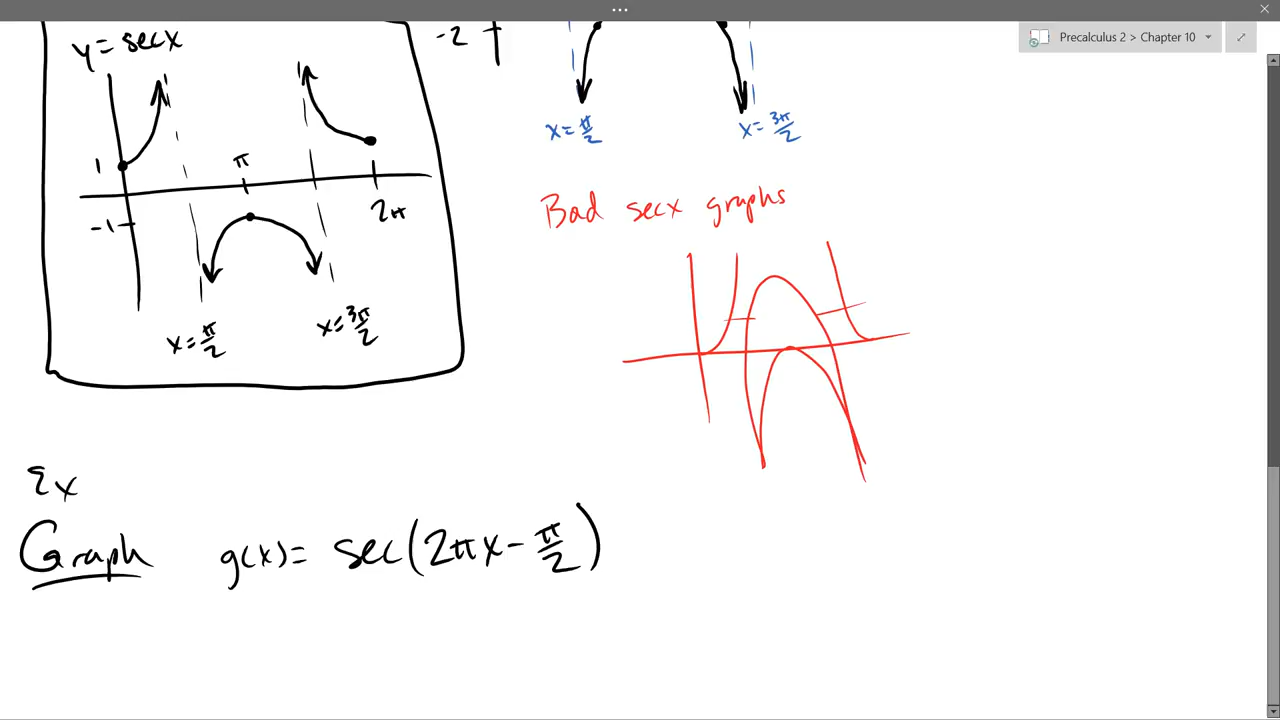 Precalculus 2 > Chapter 10
y = secx
-2
1
π
-1
2π
x = π/2
x = 3π/2
x = π/2
x = 3π/2
Bad secx graphs
Ex
Graph g(x) = sec(2πx - π/2)